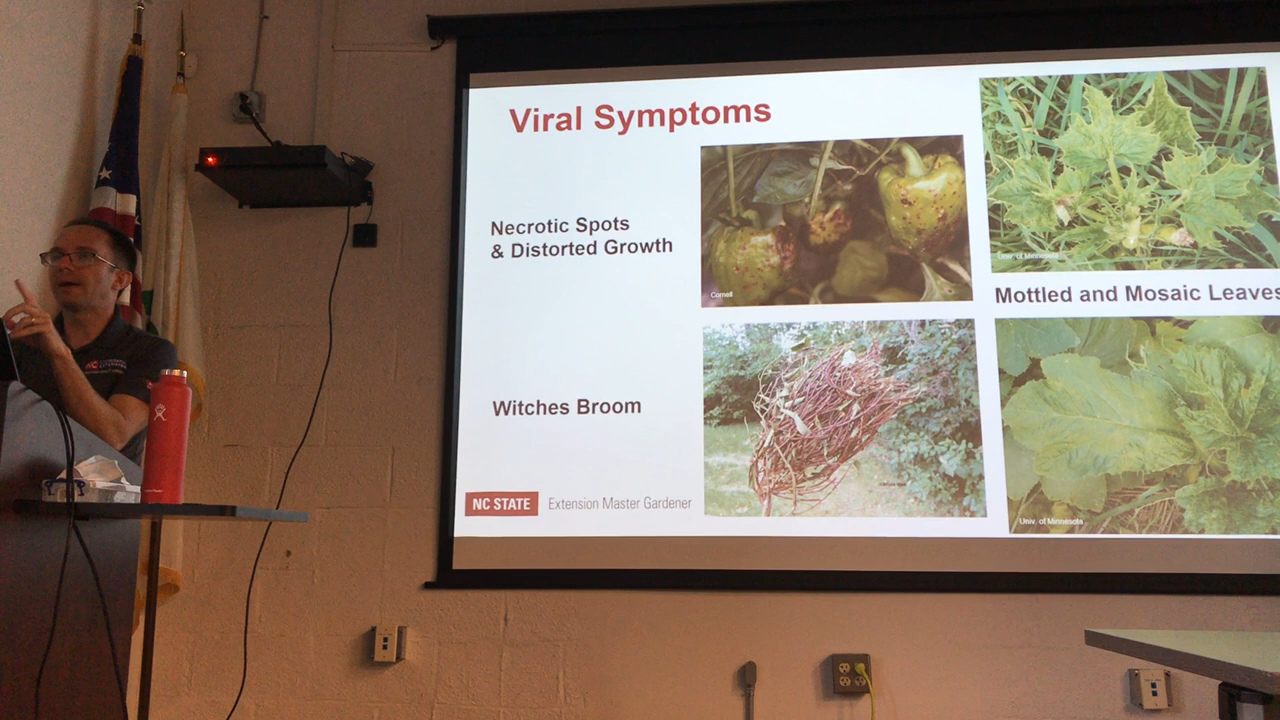 Viral Symptoms
Necrotic Spots
& Distorted Growth
Cornell
Univ. of Minnesota
Mottled and Mosaic Leaves
Witches Broom
Univ. of Minnesota
NC STATE Extension Master Gardener